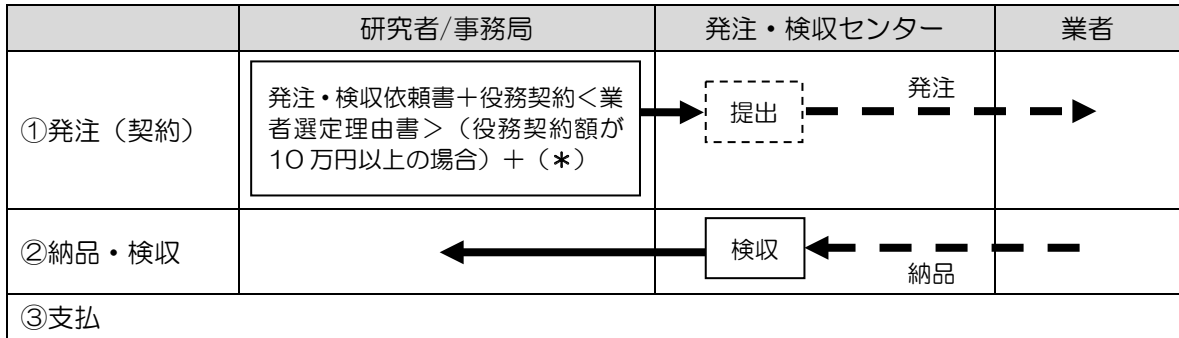 研究者/事務局
発注・検収センター
業者
①発注（契約）
発注・検収依頼書＋役務契約＜業
者選定理由書＞（役務契約額が
10万円以上の場合）＋（＊）
提出
発注
②納品・検収
検収
納品
③支払